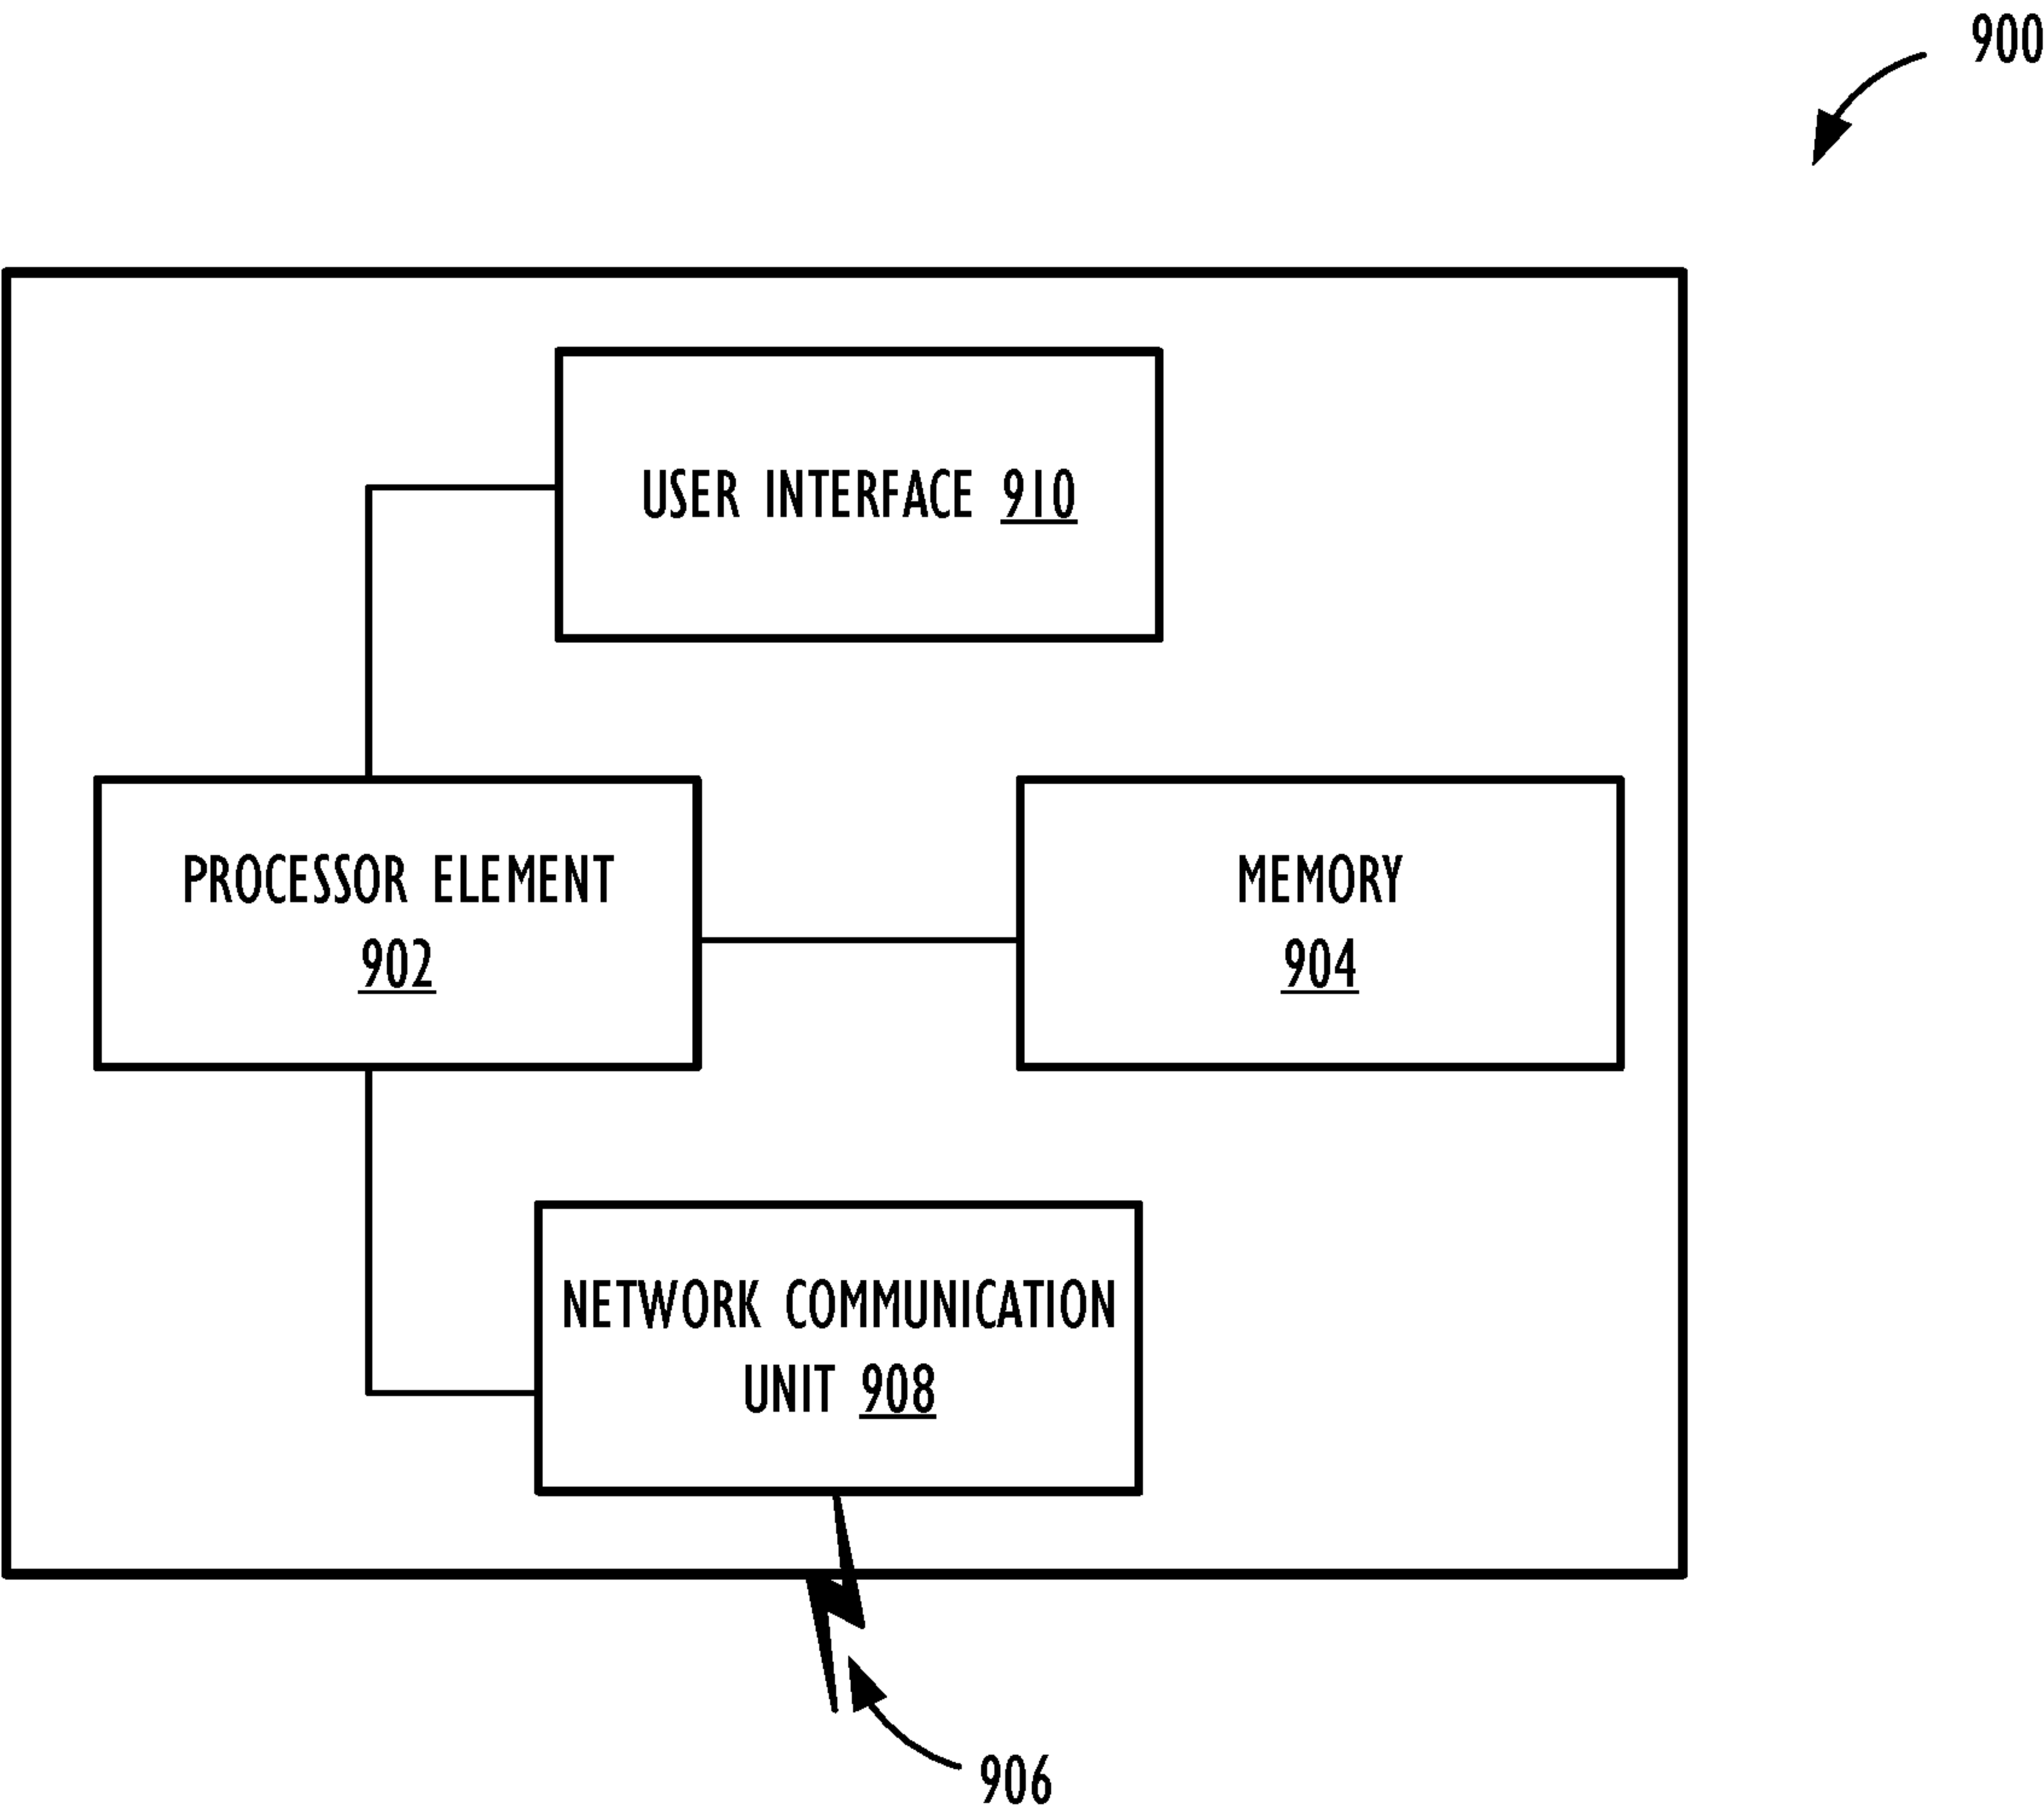 900
USER INTERFACE 910
PROCESSOR ELEMENT
902
MEMORY
904
NETWORK COMMUNICATION
UNIT 908
906